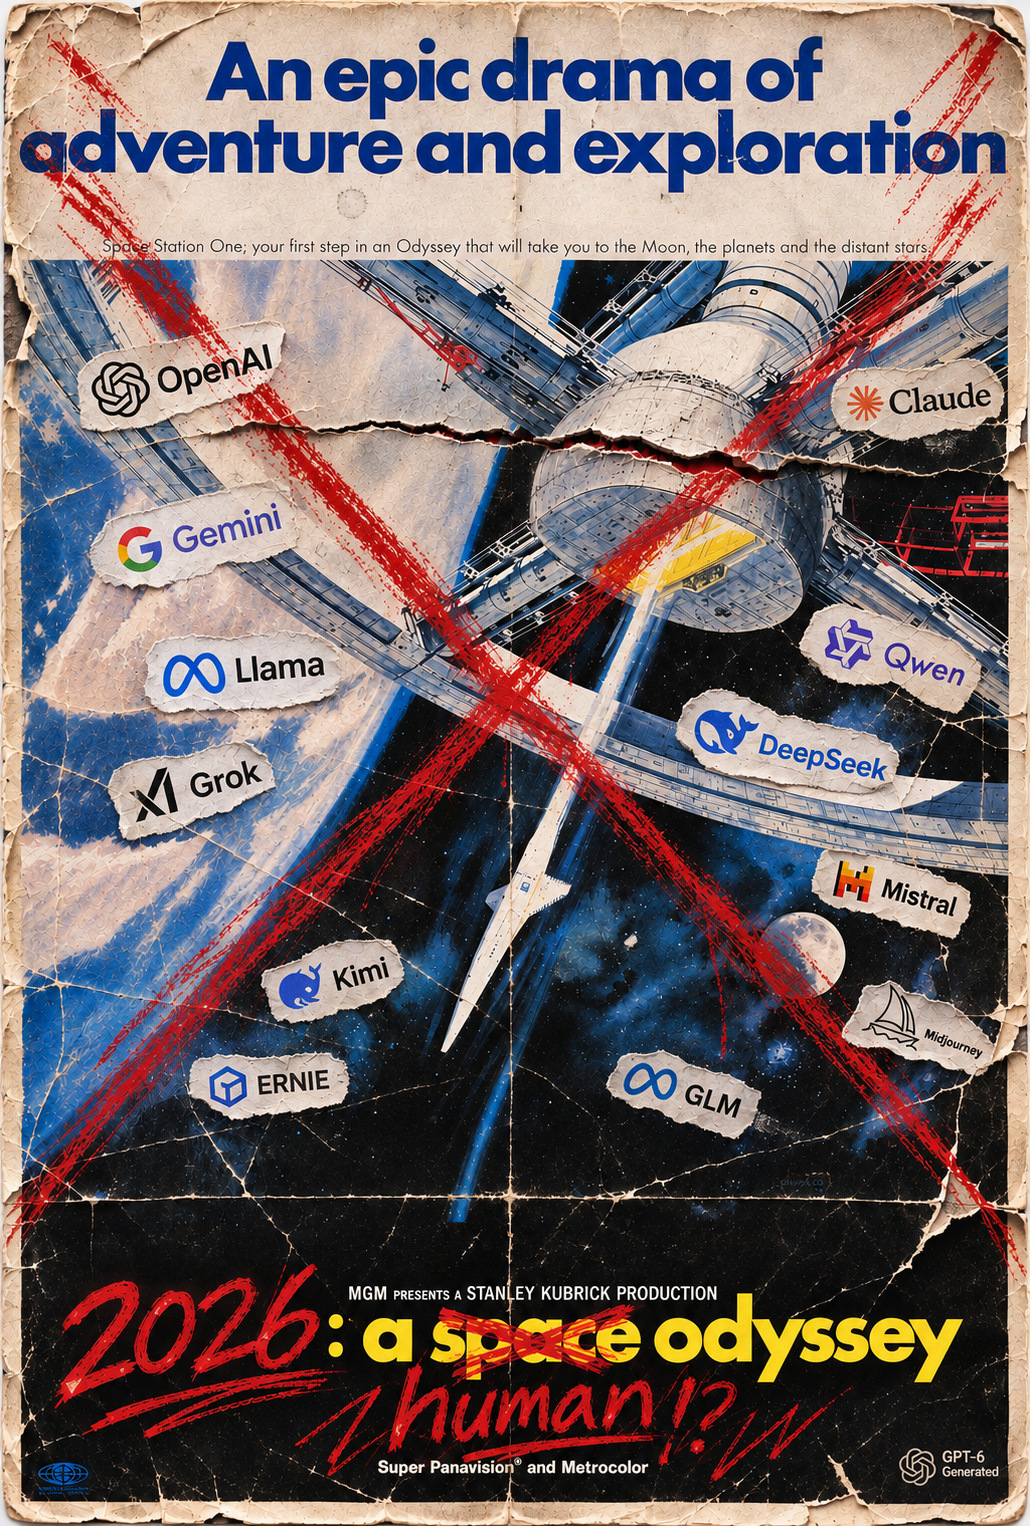 An epic drama of
adventure and exploration
Space Station One; your first step in an Odyssey that will take you to the Moon, the planets and the distant stars.
OpenAI
Claude
Gemini
Qwen
Llama
DeepSeek
Grok
Mistral
Kimi
Midjourney
ERNIE
GLM
MGM PRESENTS A STANLEY KUBRICK PRODUCTION
2026: a space odyssey
human!?
Super Panavision® and Metrocolor
GPT-6
Generated